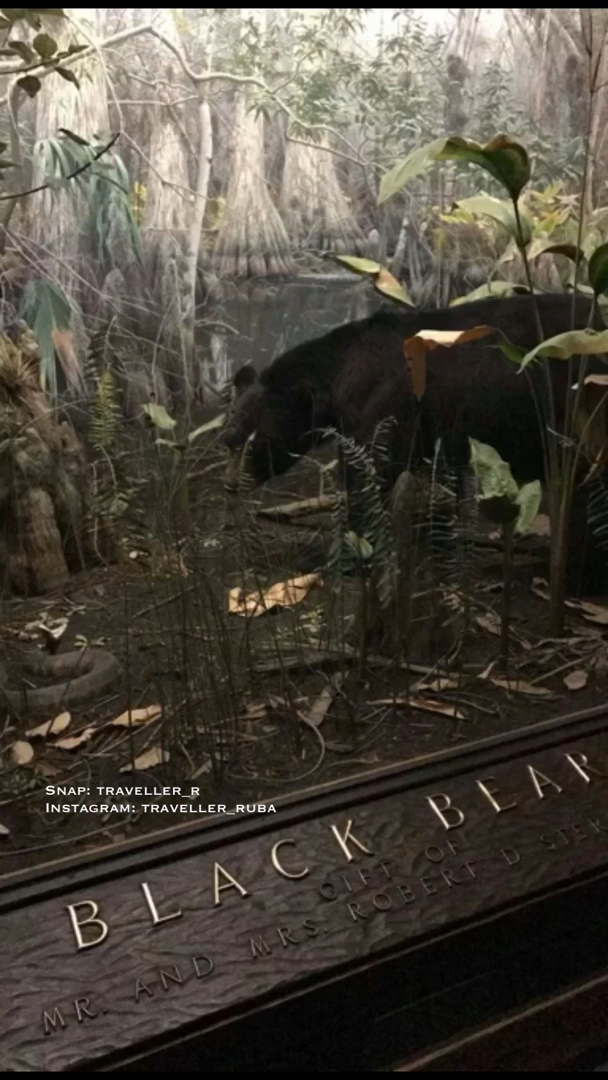 Snap: traveller_r
Instagram: traveller_ruba
BLACK BEAR
GIFT OF
MR. AND MRS. ROBERT D